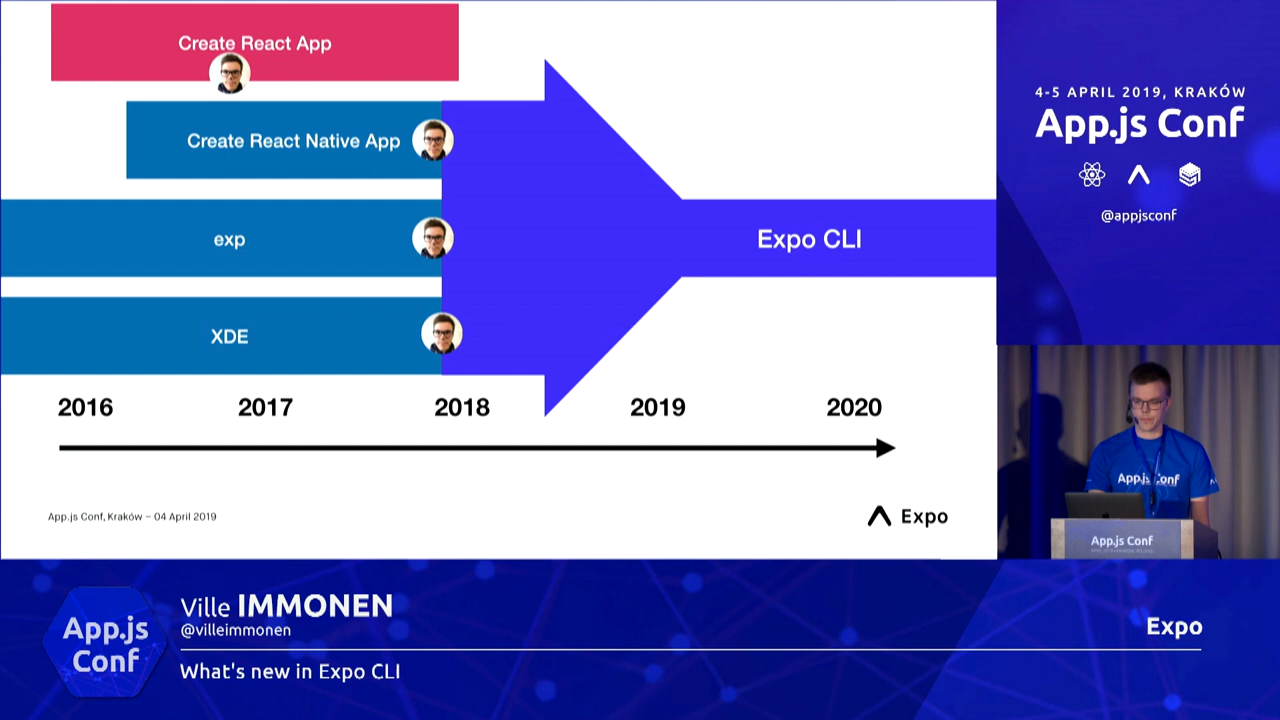 Create React App
Create React Native App
exp
Expo CLI
XDE
2016 2017 2018 2019 2020
App.js Conf, Kraków – 04 April 2019
Expo
4-5 APRIL 2019, KRAKÓW
App.js Conf
@appjsconf
App.js Conf
App.js Conf
App.js
Conf
Ville IMMONEN
@villeimmonen
What's new in Expo CLI
Expo